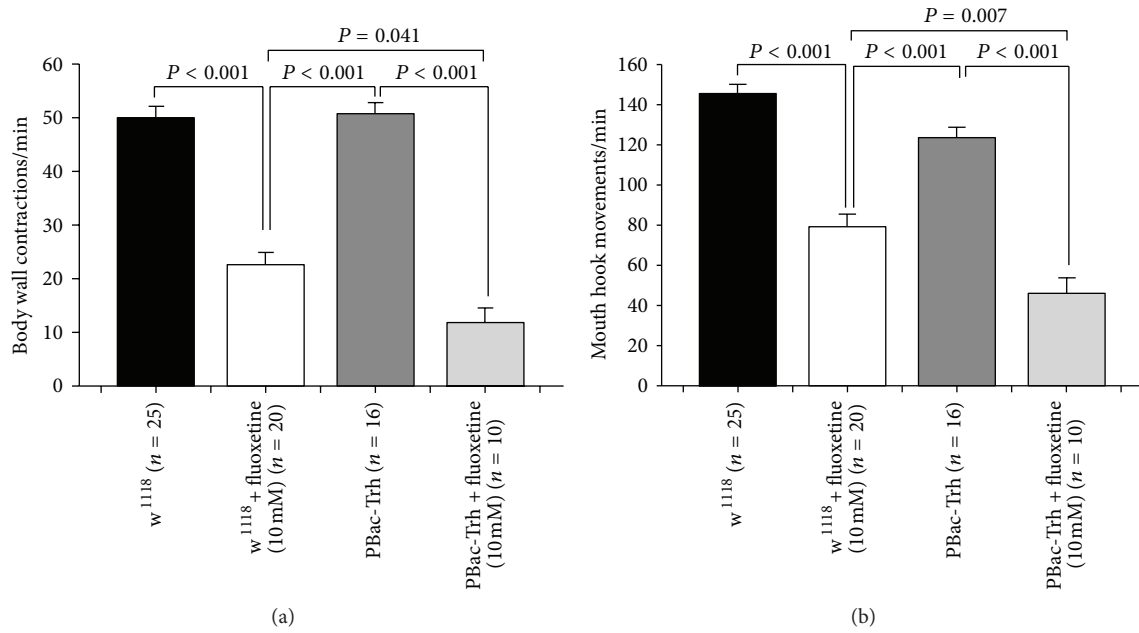 P = 0.041
P < 0.001
P < 0.001
P < 0.001
60
50
40
30
20
10
0
Body wall contractions/min
w1118 (n = 25)
w1118 + fluoxetine
(10 mM) (n = 20)
PBac-Trh (n = 16)
PBac-Trh + fluoxetine
(10 mM) (n = 10)
(a)
P = 0.007
P < 0.001
P < 0.001
P < 0.001
160
140
120
100
80
60
40
20
0
Mouth hook movements/min
w1118 (n = 25)
w1118 + fluoxetine
(10 mM) (n = 20)
PBac-Trh (n = 16)
PBac-Trh + fluoxetine
(10 mM) (n = 10)
(b)